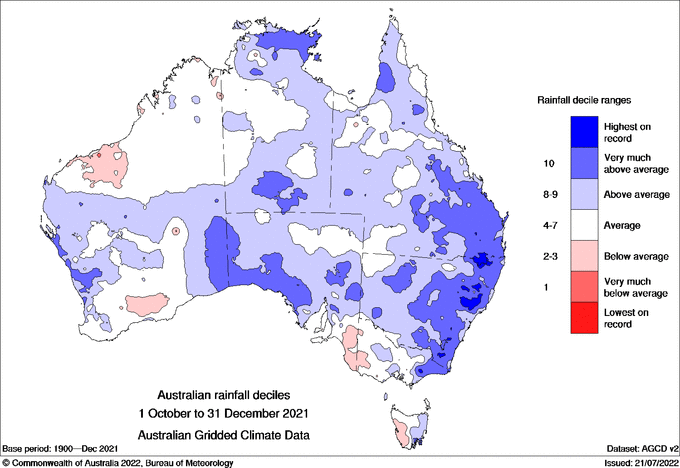 Rainfall decile ranges
Highest on
record
10
Very much
above average
8-9
Above average
4-7
Average
2-3
Below average
1
Very much
below average
Lowest on
record
Australian rainfall deciles
1 October to 31 December 2021
Australian Gridded Climate Data
Base period: 1900—Dec 2021
Dataset: AGCD v2
© Commonwealth of Australia 2022, Bureau of Meteorology
Issued: 21/07/2022